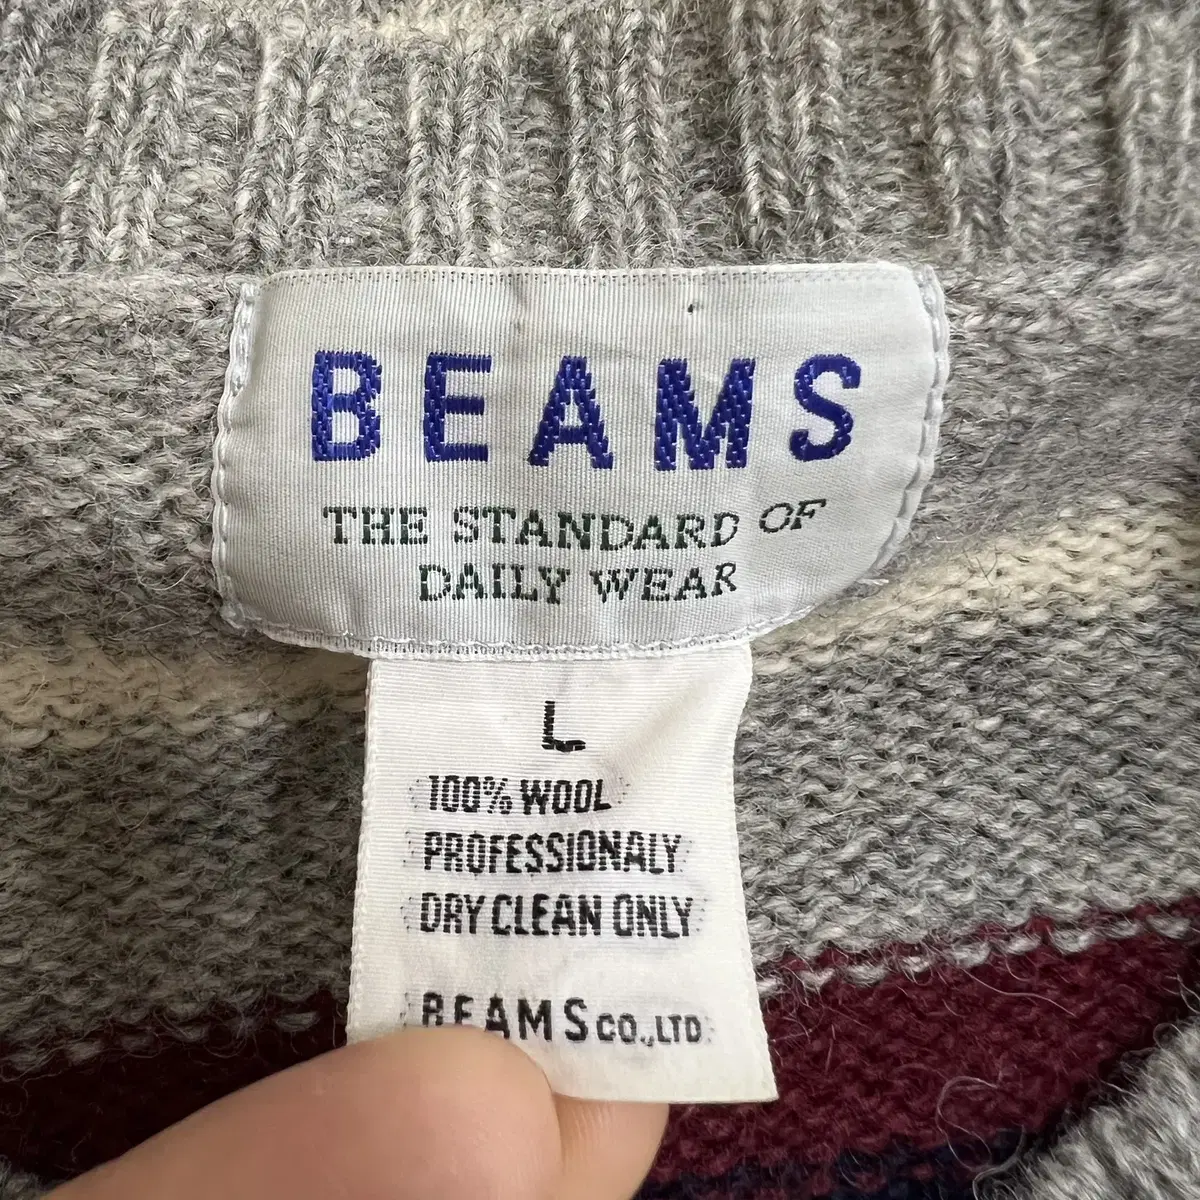 BEAMS
THE STANDARD OF
DAILY WEAR
L
100% WOOL
PROFESSIONALY
DRY CLEAN ONLY
BEAMS CO.,LTD